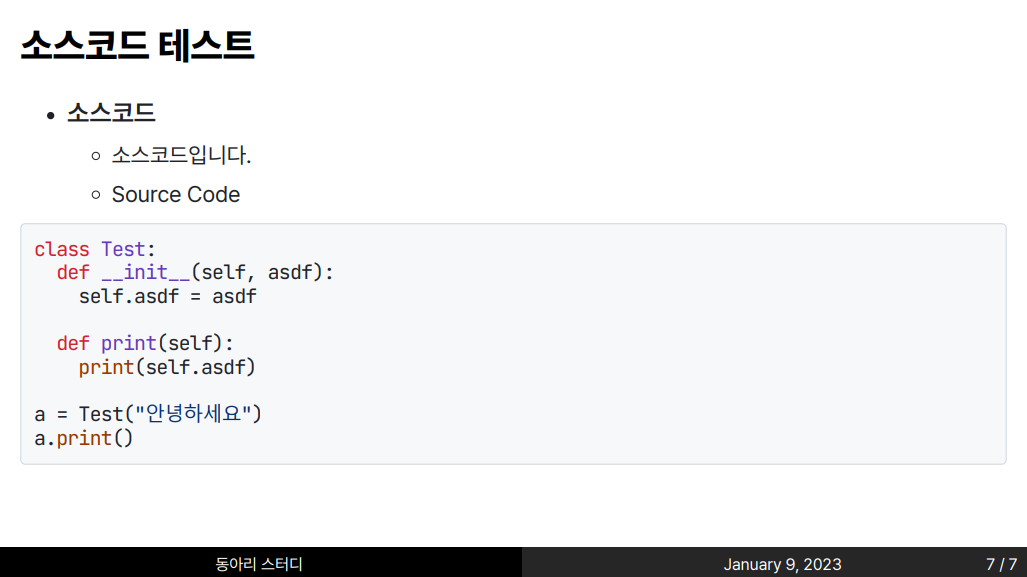 소스코드 테스트
소스코드
소스코드입니다.
Source Code
class Test:
  def __init__(self, asdf):
    self.asdf = asdf

  def print(self):
    print(self.asdf)

a = Test("안녕하세요")
a.print()
동아리 스터디
January 9, 2023
7 / 7